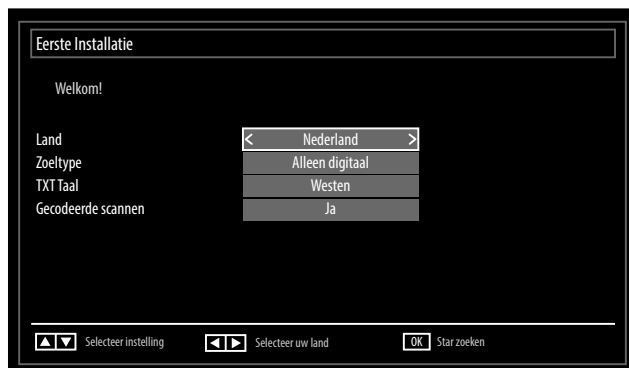 Eerste Installatie
Welkom!
Land < Nederland >
Zoeltype Alleen digitaal
TXT Taal Westen
Gecodeerde scannen Ja
▲▼ Selecteer instelling ◀▶ Selecteer uw land OK Star zoeken